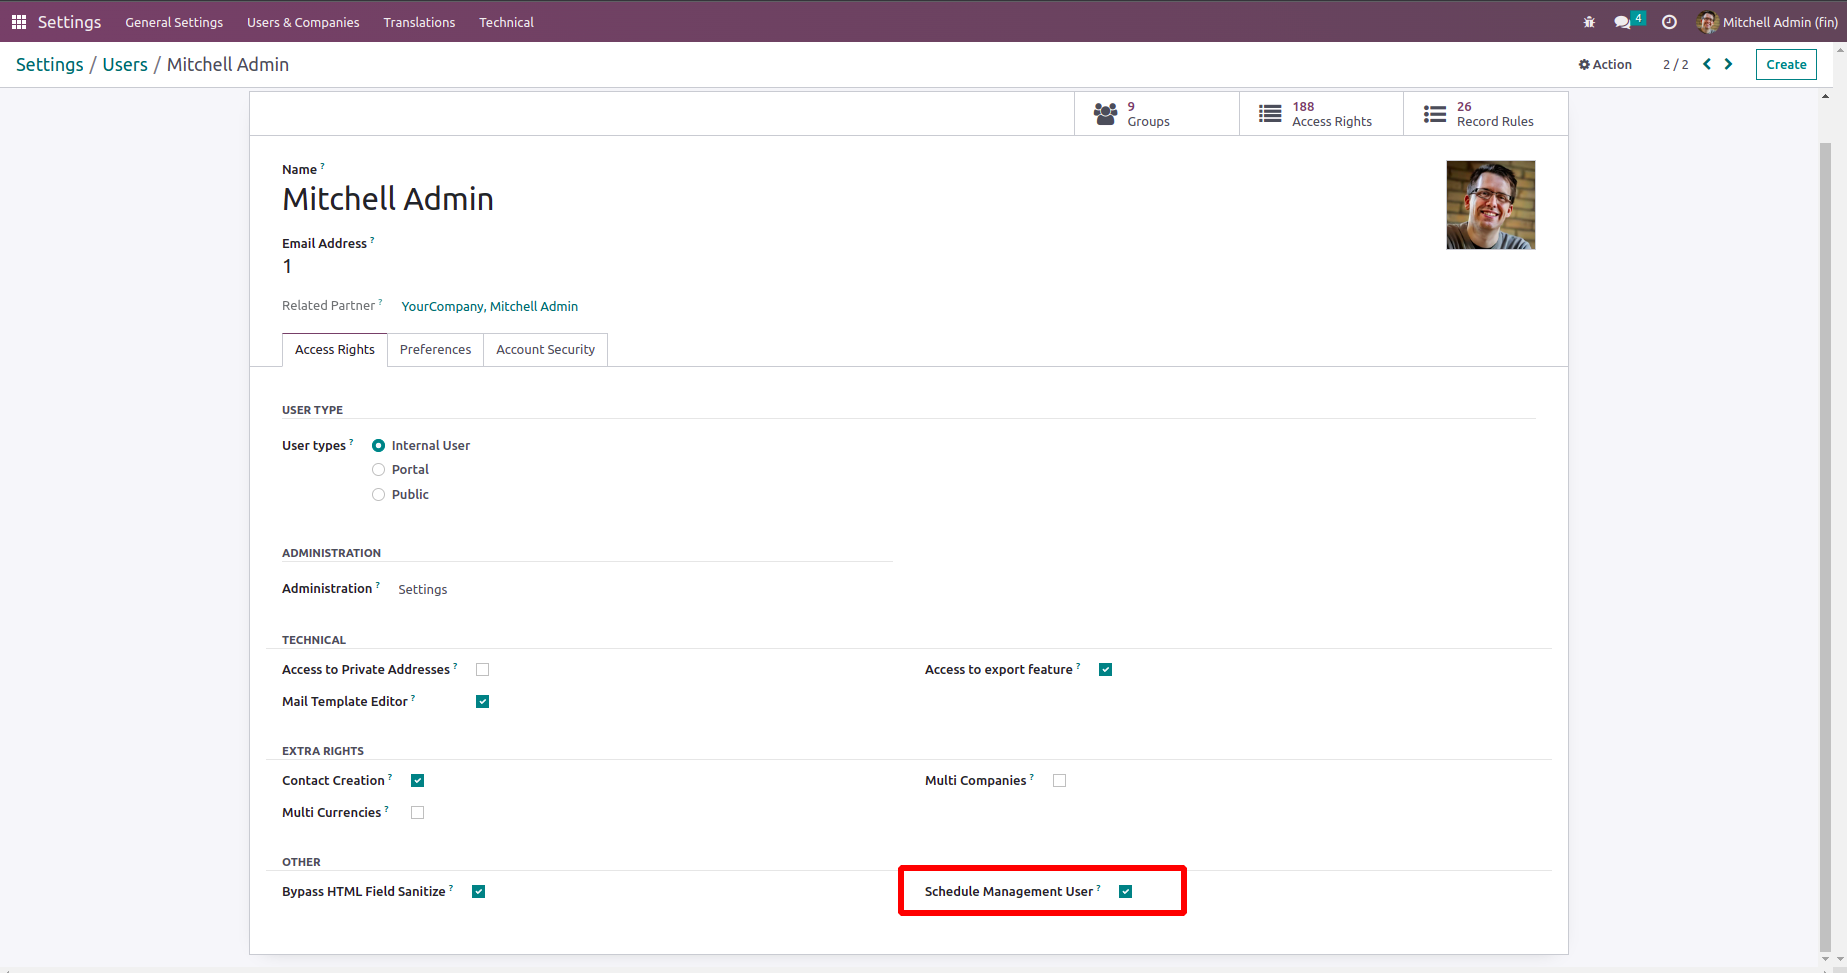 Settings General Settings Users & Companies Translations Technical 4 Mitchell Admin (fin)
Settings / Users / Mitchell Admin Action 2 / 2 Create
9 Groups
188 Access Rights
26 Record Rules
Name ?
Mitchell Admin
Email Address ?
1
Related Partner ? YourCompany, Mitchell Admin
Access Rights Preferences Account Security
USER TYPE
User types ? Internal User
Portal
Public
ADMINISTRATION
Administration ? Settings
TECHNICAL
Access to Private Addresses ? Access to export feature ?
Mail Template Editor ?
EXTRA RIGHTS
Contact Creation ? Multi Companies ?
Multi Currencies ?
OTHER
Bypass HTML Field Sanitize ? Schedule Management User ?